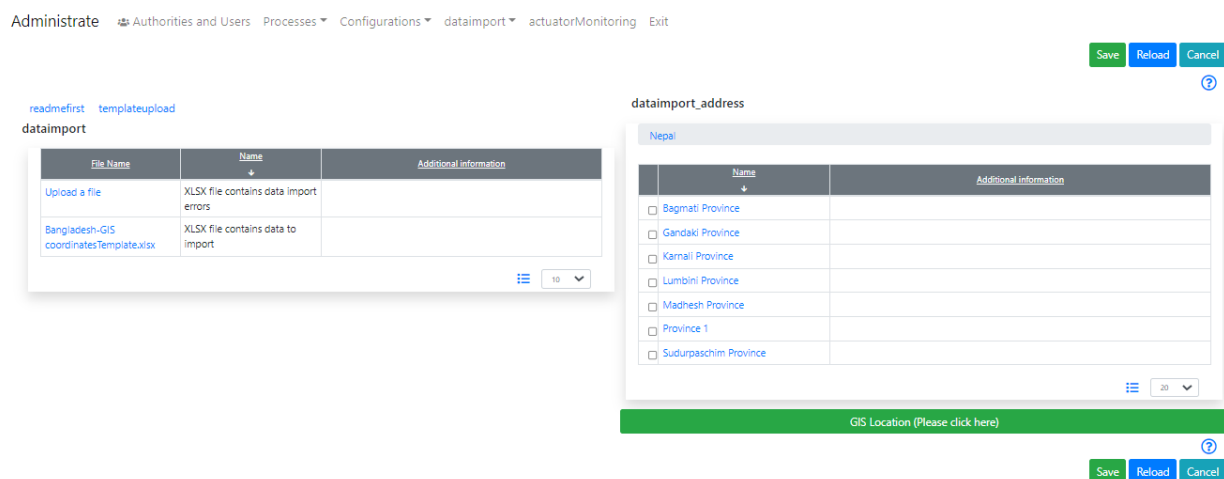 Administrate Authorities and Users Processes Configurations dataimport actuatorMonitoring Exit
Save Reload Cancel
readmefirst templateupload
dataimport
File Name Name Additional information
Upload a file XLSX file contains data import
errors
Bangladesh-GIS XLSX file contains data to
coordinatesTemplate.xlsx import
10
dataimport_address
Nepal
Name Additional information
Bagmati Province
Gandaki Province
Karnali Province
Lumbini Province
Madhesh Province
Province 1
Sudurpaschim Province
20
GIS Location (Please click here)
Save Reload Cancel